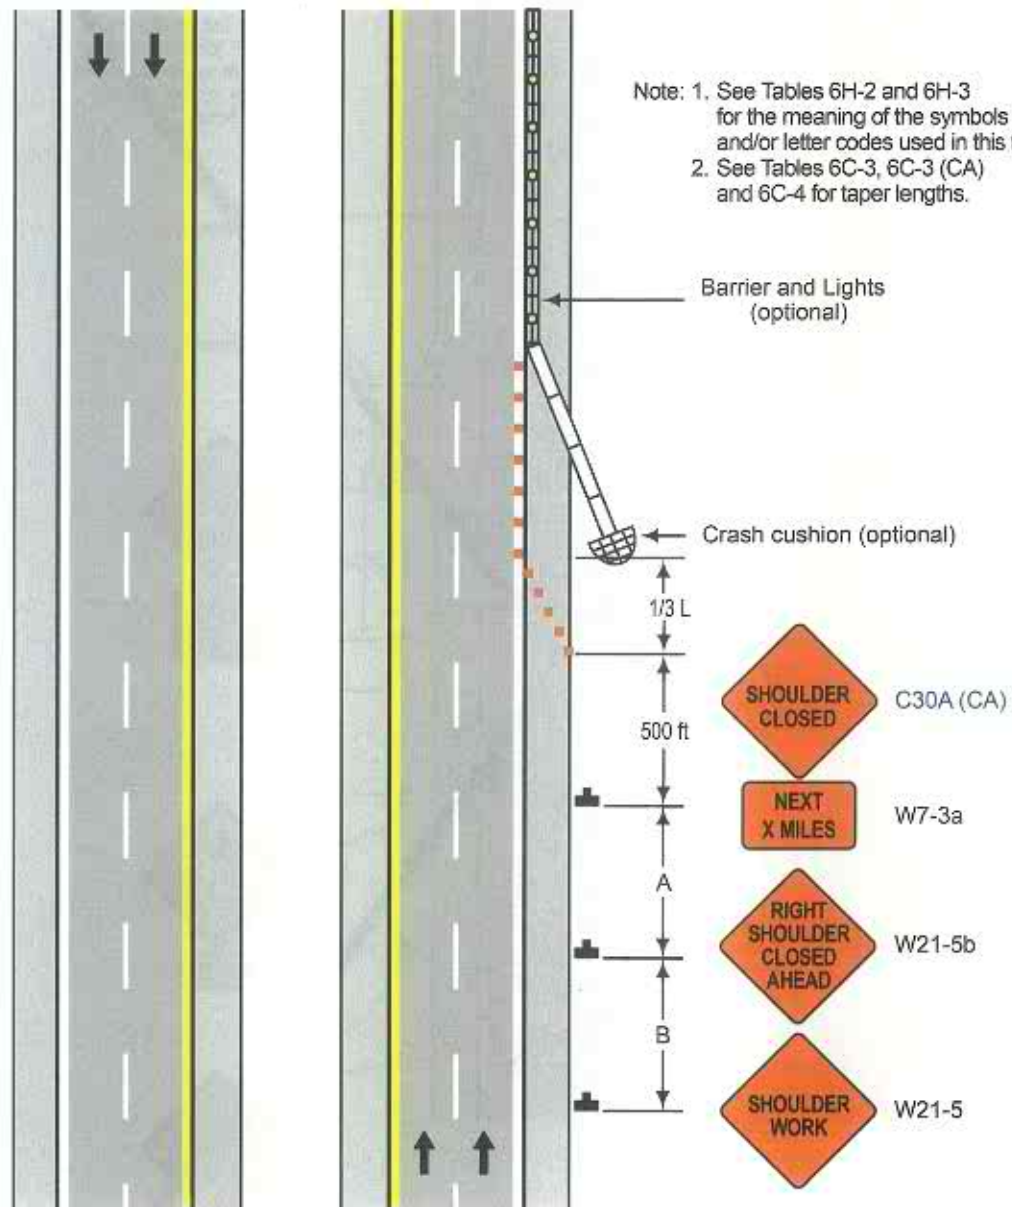 Note: 1. See Tables 6H-2 and 6H-3
for the meaning of the symbols
and/or letter codes used in this
2. See Tables 6C-3, 6C-3 (CA)
and 6C-4 for taper lengths.
Barrier and Lights
(optional)
Crash cushion (optional)
1/3 L
SHOULDER
CLOSED
C30A (CA)
500 ft
NEXT
X MILES
W7-3a
A
RIGHT
SHOULDER
CLOSED
AHEAD
W21-5b
B
SHOULDER
WORK
W21-5